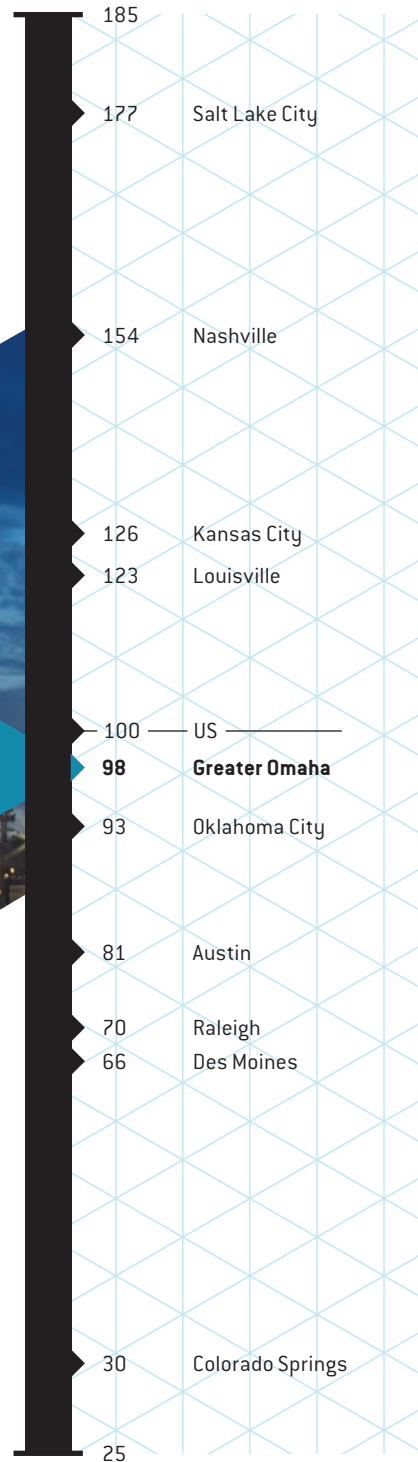 185
177 Salt Lake City
154 Nashville
126 Kansas City
123 Louisville
100 US
98 Greater Omaha
93 Oklahoma City
81 Austin
70 Raleigh
66 Des Moines
30 Colorado Springs
25